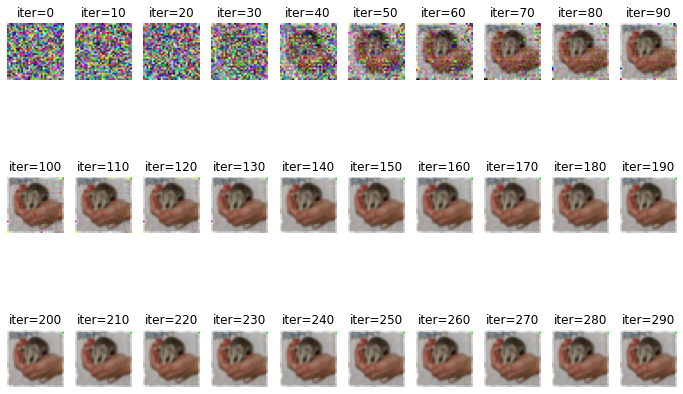 iter=0 iter=10 iter=20 iter=30 iter=40 iter=50 iter=60 iter=70 iter=80 iter=90
iter=100 iter=110 iter=120 iter=130 iter=140 iter=150 iter=160 iter=170 iter=180 iter=190
iter=200 iter=210 iter=220 iter=230 iter=240 iter=250 iter=260 iter=270 iter=280 iter=290